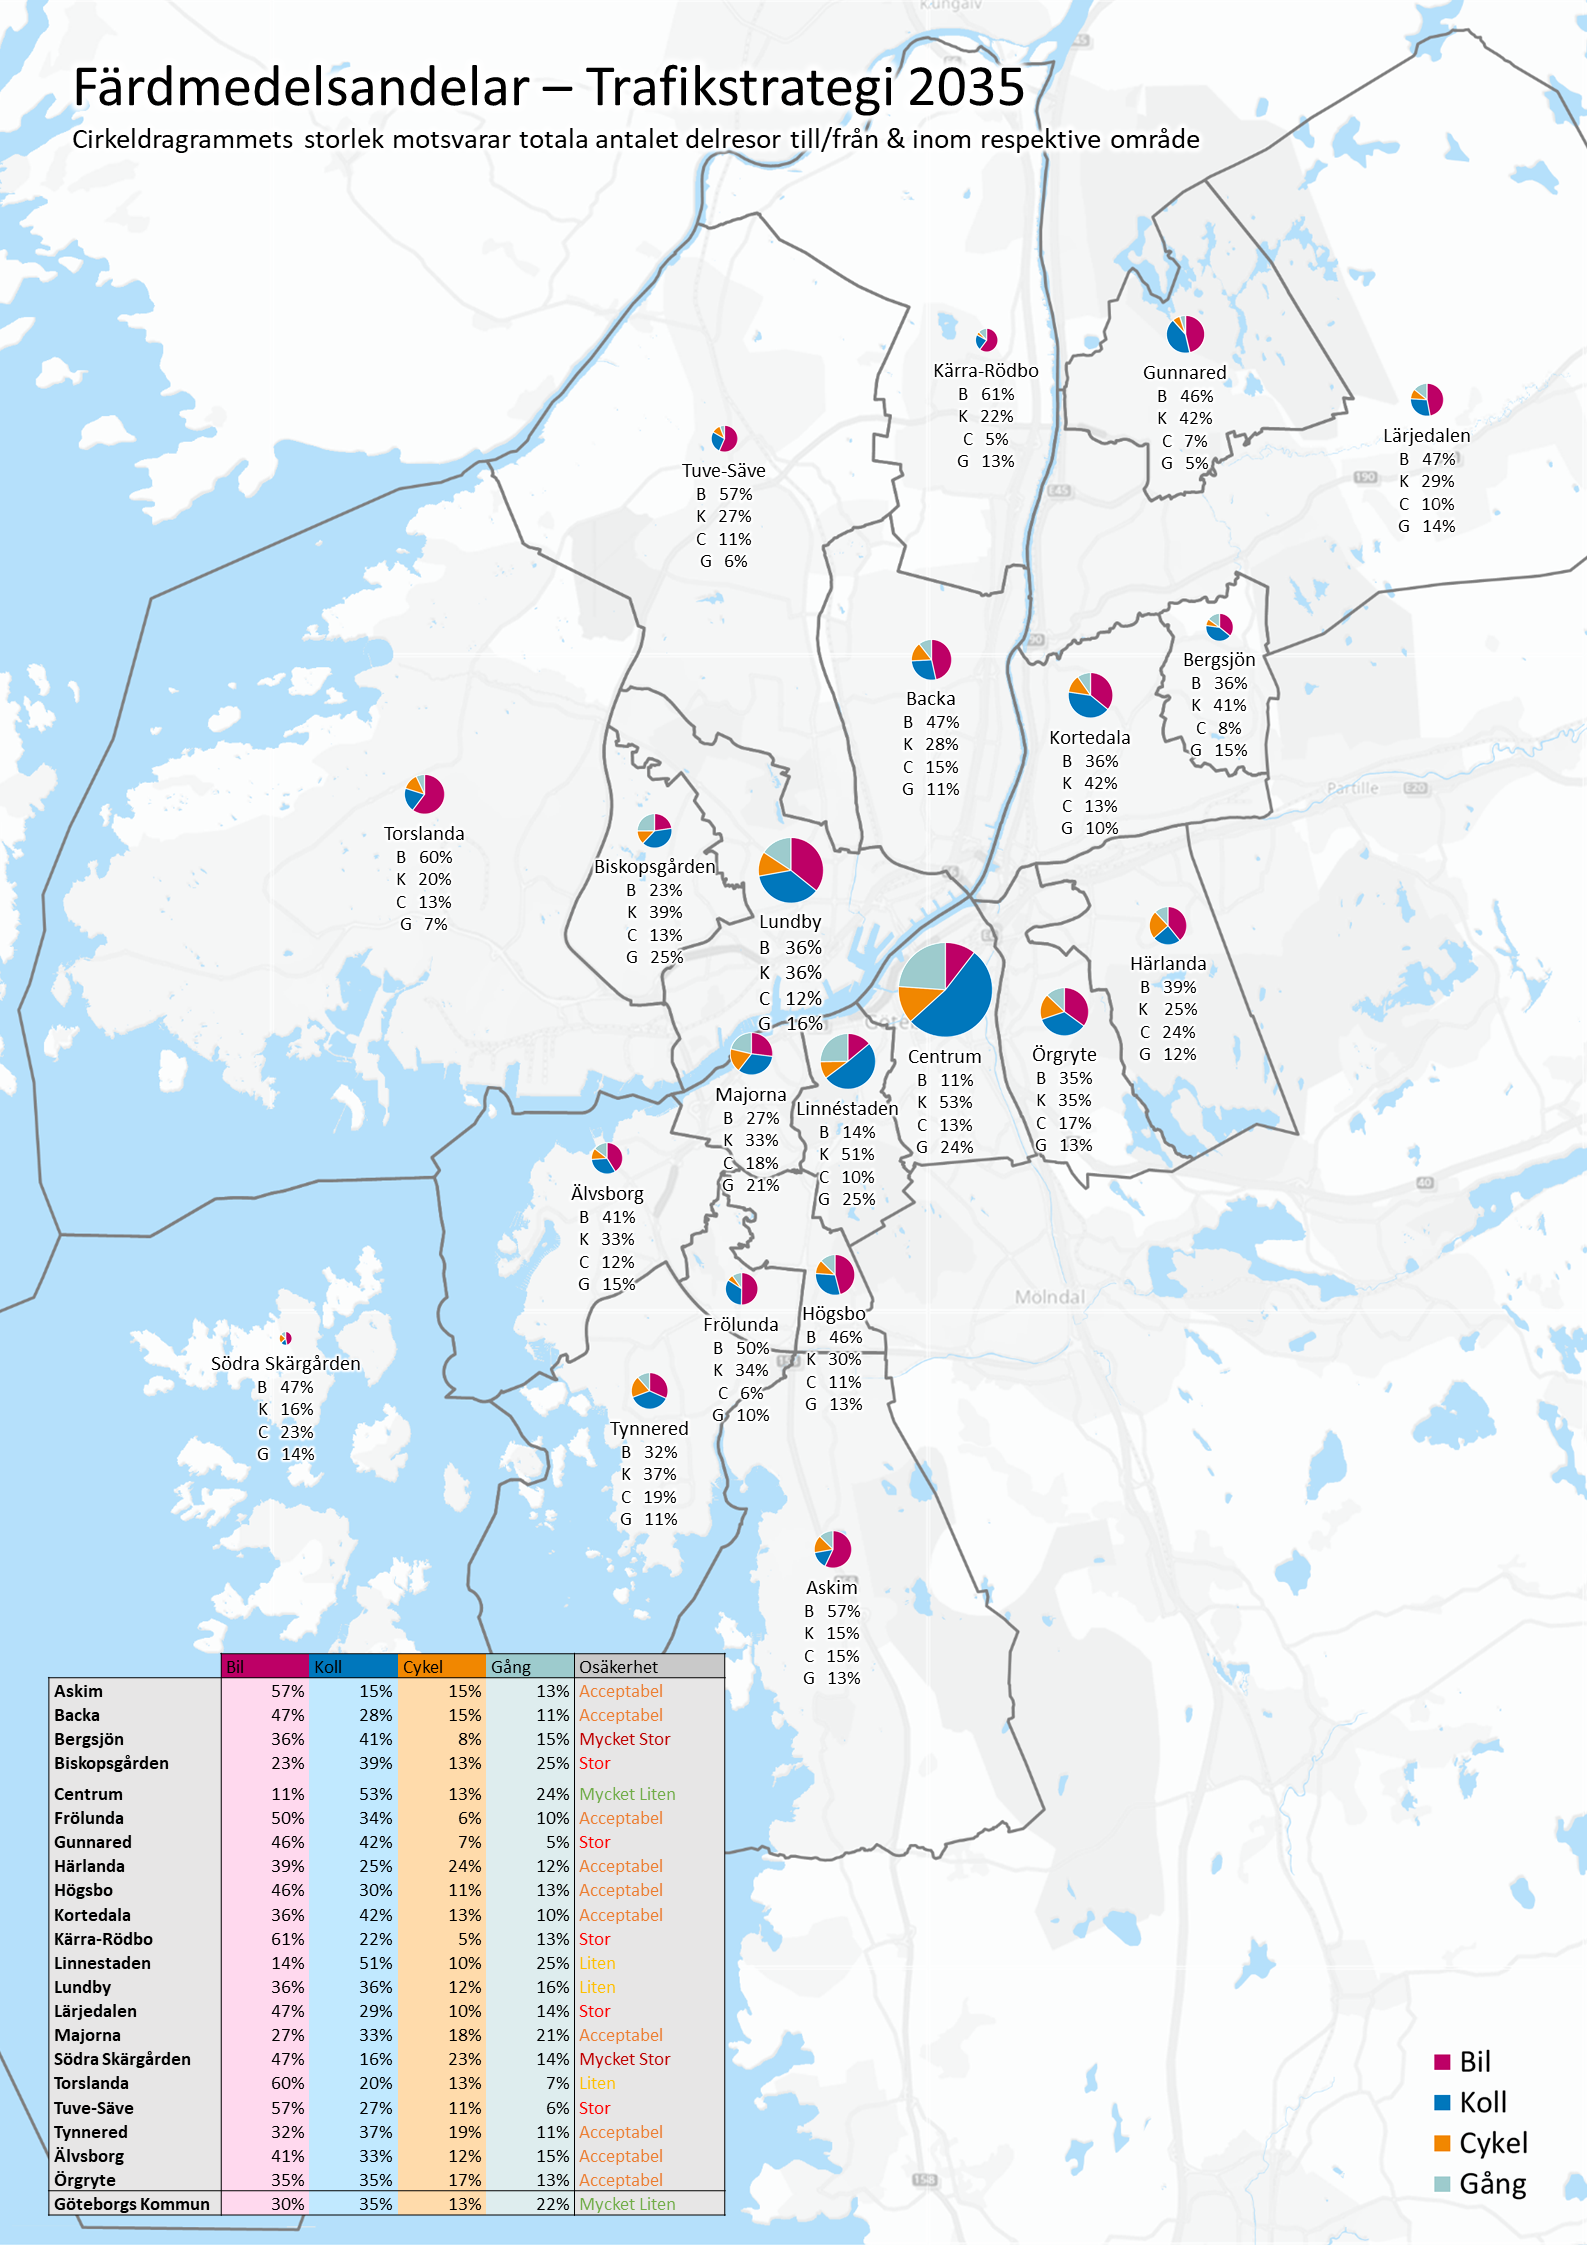 Kungälv
Färdmedelsandelar – Trafikstrategi 2035
Cirkeldragrammets storlek motsvarar totala antalet delresor till/från & inom respektive område
Kärra-Rödbo
B 61%
K 22%
C 5%
G 13%
Gunnared
B 46%
K 42%
C 7%
G 5%
Lärjedalen
B 47%
K 29%
C 10%
G 14%
Tuve-Säve
B 57%
K 27%
C 11%
G 6%
190
E45
Bergsjön
B 36%
K 41%
C 8%
G 15%
Backa
B 47%
K 28%
C 15%
G 11%
Kortedala
B 36%
K 42%
C 13%
G 10%
Partille E20
Torslanda
B 60%
K 20%
C 13%
G 7%
Biskopsgården
B 23%
K 39%
C 13%
G 25%
Lundby
B 36%
K 36%
C 12%
G 16%
Härlanda
B 39%
K 25%
C 24%
G 12%
Centrum
B 11%
K 53%
C 13%
G 24%
Örgryte
B 35%
K 35%
C 17%
G 13%
Majorna
B 27%
K 33%
C 18%
G 21%
Linnéstaden
B 14%
K 51%
C 10%
G 25%
40
Älvsborg
B 41%
K 33%
C 12%
G 15%
Mölndal
Frölunda
B 50%
K 34%
C 6%
G 10%
Högsbo
B 46%
K 30%
C 11%
G 13%
Södra Skärgården
B 47%
K 16%
C 23%
G 14%
Tynnered
B 32%
K 37%
C 19%
G 11%
Askim
B 57%
K 15%
C 15%
G 13%
Bil Koll Cykel Gång Osäkerhet
Askim 57% 15% 15% 13% Acceptabel
Backa 47% 28% 15% 11% Acceptabel
Bergsjön 36% 41% 8% 15% Mycket Stor
Biskopsgården 23% 39% 13% 25% Stor
Centrum 11% 53% 13% 24% Mycket Liten
Frölunda 50% 34% 6% 10% Acceptabel
Gunnared 46% 42% 7% 5% Stor
Härlanda 39% 25% 24% 12% Acceptabel
Högsbo 46% 30% 11% 13% Acceptabel
Kortedala 36% 42% 13% 10% Acceptabel
Kärra-Rödbo 61% 22% 5% 13% Stor
Linnestaden 14% 51% 10% 25% Liten
Lundby 36% 36% 12% 16% Liten
Lärjedalen 47% 29% 10% 14% Stor
Majorna 27% 33% 18% 21% Acceptabel
Södra Skärgården 47% 16% 23% 14% Mycket Stor
Torslanda 60% 20% 13% 7% Liten
Tuve-Säve 57% 27% 11% 6% Stor
Tynnered 32% 37% 19% 11% Acceptabel
Älvsborg 41% 33% 12% 15% Acceptabel
Örgryte 35% 35% 17% 13% Acceptabel
Göteborgs Kommun 30% 35% 13% 22% Mycket Liten
158
Bil
Koll
Cykel
Gång